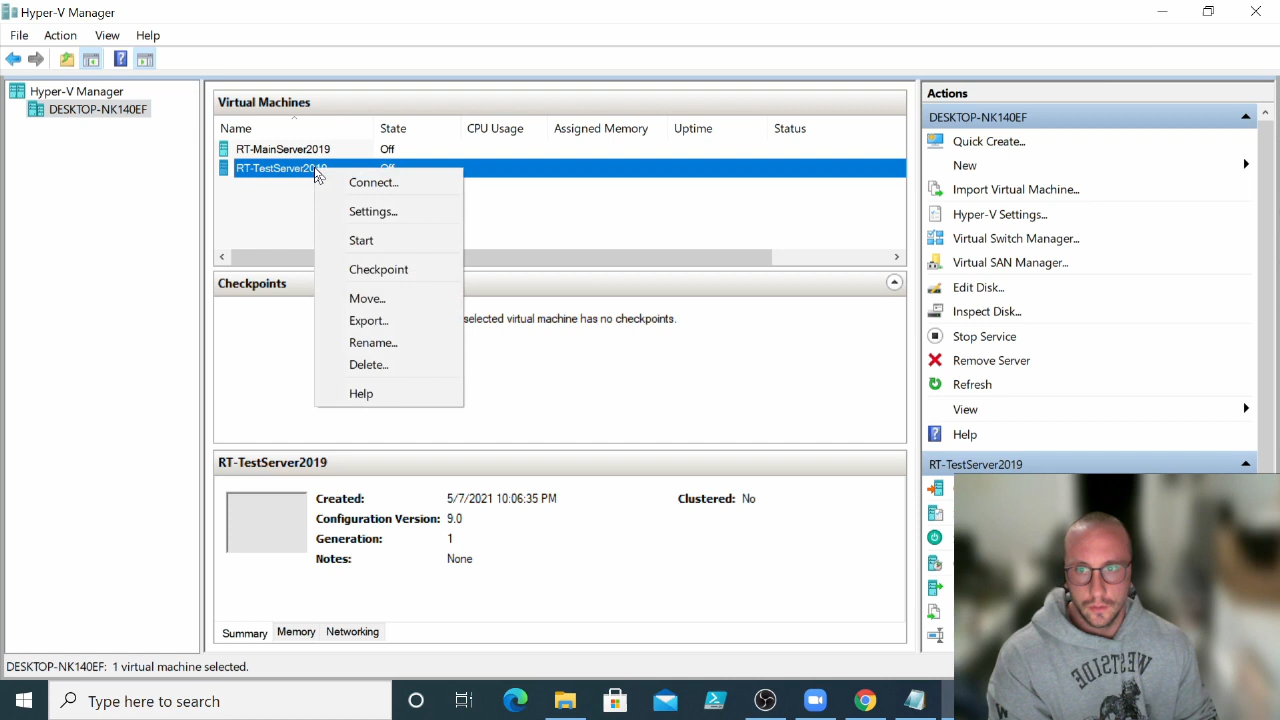 Hyper-V Manager
File Action View Help
Hyper-V Manager
DESKTOP-NK140EF
Virtual Machines
Name State CPU Usage Assigned Memory Uptime Status
RT-MainServer2019 Off
RT-TestServer2019 Off
Connect...
Settings...
Start
Checkpoint
Move...
Export...
Rename...
Delete...
Help
Checkpoints
selected virtual machine has no checkpoints.
RT-TestServer2019
Created: 5/7/2021 10:06:35 PM Clustered: No
Configuration Version: 9.0
Generation: 1
Notes: None
Summary Memory Networking
Actions
DESKTOP-NK140EF
Quick Create...
New
Import Virtual Machine...
Hyper-V Settings...
Virtual Switch Manager...
Virtual SAN Manager...
Edit Disk...
Inspect Disk...
Stop Service
Remove Server
Refresh
View
Help
RT-TestServer2019
DESKTOP-NK140EF: 1 virtual machine selected.
Type here to search
WESTSIDE